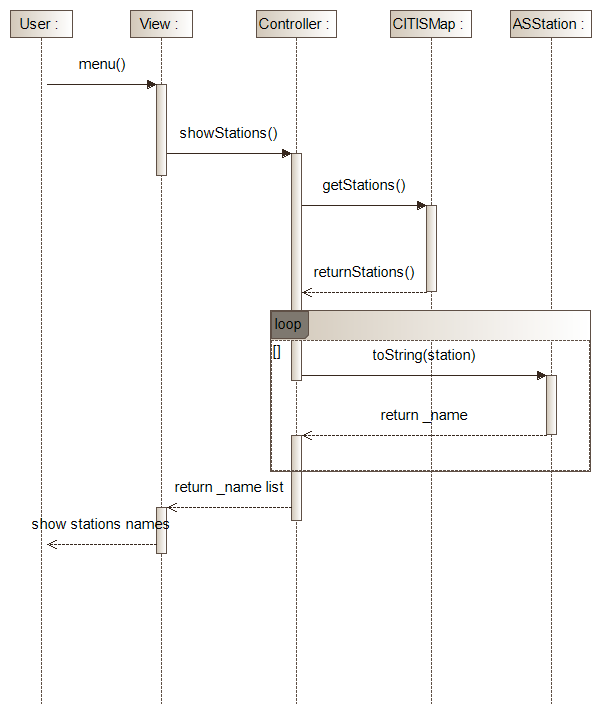 User :
View :
Controller :
CITISMap :
ASStation :
menu()
showStations()
getStations()
returnStations()
loop
[]
toString(station)
return _name
return _name list
show stations names